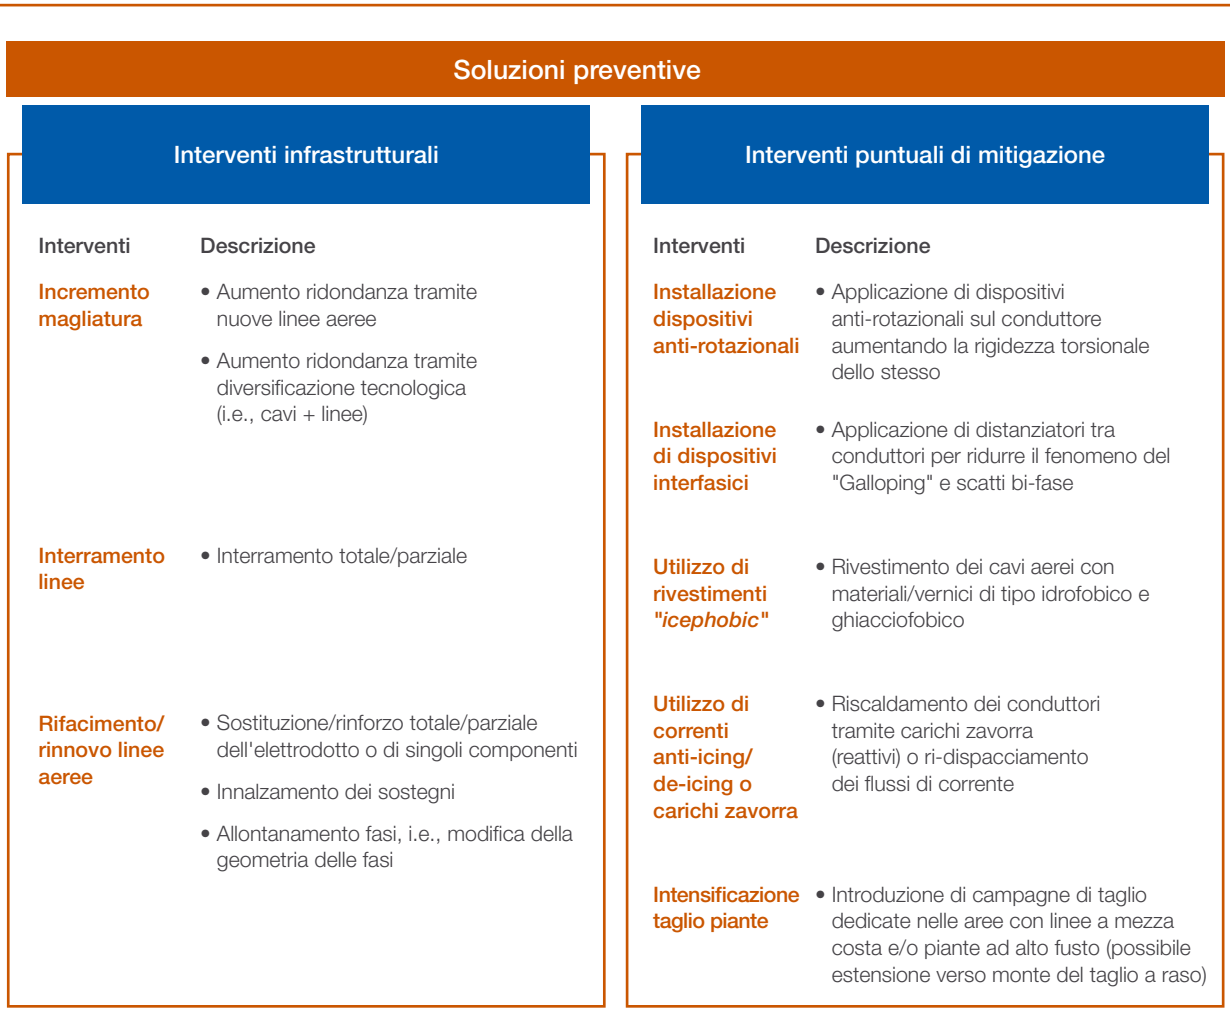 Soluzioni preventive
Interventi infrastrutturali
Interventi Descrizione
Incremento
magliatura
• Aumento ridondanza tramite
nuove linee aeree
• Aumento ridondanza tramite
diversificazione tecnologica
(i.e., cavi + linee)
Interramento
linee
• Interramento totale/parziale
Rifacimento/
rinnovo linee
aeree
• Sostituzione/rinforzo totale/parziale
dell'elettrodotto o di singoli componenti
• Innalzamento dei sostegni
• Allontanamento fasi, i.e., modifica della
geometria delle fasi
Interventi puntuali di mitigazione
Interventi Descrizione
Installazione
dispositivi
anti-rotazionali
• Applicazione di dispositivi
anti-rotazionali sul conduttore
aumentando la rigidezza torsionale
dello stesso
Installazione
di dispositivi
interfasici
• Applicazione di distanziatori tra
conduttori per ridurre il fenomeno del
"Galloping" e scatti bi-fase
Utilizzo di
rivestimenti
"icephobic"
• Rivestimento dei cavi aerei con
materiali/vernici di tipo idrofobico e
ghiacciofobico
Utilizzo di
correnti
anti-icing/
de-icing o
carichi zavorra
• Riscaldamento dei conduttori
tramite carichi zavorra
(reattivi) o ri-dispacciamento
dei flussi di corrente
Intensificazione
taglio piante
• Introduzione di campagne di taglio
dedicate nelle aree con linee a mezza
costa e/o piante ad alto fusto (possibile
estensione verso monte del taglio a raso)